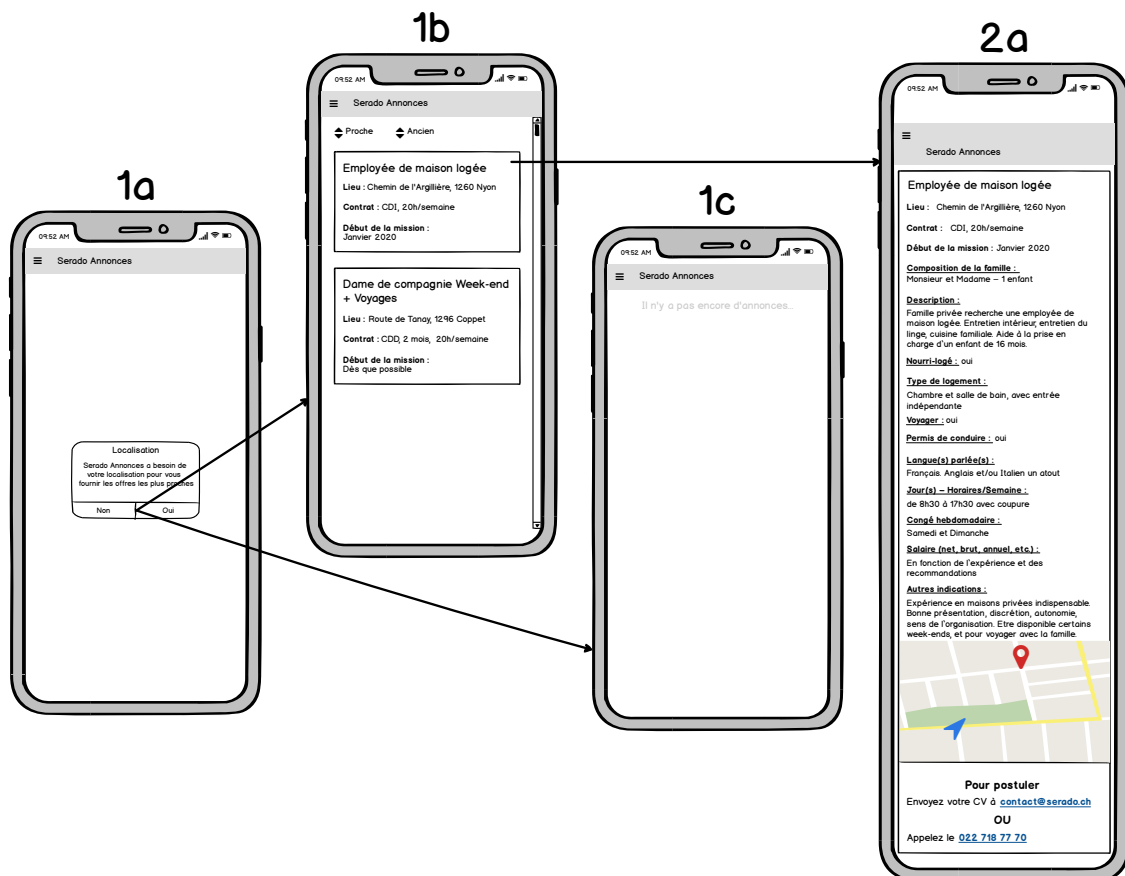 1a
09:52 AM
Serado Annonces
Localisation
Serado Annonces a besoin de
votre localisation pour vous
fournir les offres les plus proches
Non
Oui
1b
09:52 AM
Serado Annonces
Proche
Ancien
Employée de maison logée
Lieu : Chemin de l'Argillière, 1260 Nyon
Contrat : CDI, 20h/semaine
Début de la mission :
Janvier 2020
Dame de compagnie Week-end
+ Voyages
Lieu : Route de Tanay, 1296 Coppet
Contrat : CDD, 2 mois, 20h/semaine
Début de la mission :
Dès que possible
1c
09:52 AM
Serado Annonces
Il n'y a pas encore d'annonces..
2a
09:52 AM
Serado Annonces
Employée de maison logée
Lieu : Chemin de l'Argillière, 1260 Nyon
Contrat : CDI, 20h/semaine
Début de la mission : Janvier 2020
Composition de la famille :
Monsieur et Madame – 1 enfant
Description :
Famille privée recherche une employée de
maison logée. Entretien intérieur, entretien du
linge, cuisine familiale. Aide à la prise en
charge d'un enfant de 16 mois.
Nourri-logé : oui
Type de logement :
Chambre et salle de bain, avec entrée
indépendante
Voyager : oui
Permis de conduire : oui
Langue(s) parlée(s) :
Français. Anglais et/ou Italien un atout
Jour(s) – Horaires/Semaine :
de 8h30 à 17h30 avec coupure
Congé hebdomadaire :
Samedi et Dimanche
Salaire (net, brut, annuel, etc.) :
En fonction de l'expérience et des
recommandations
Autres indications :
Expérience en maisons privées indispensable.
Bonne présentation, discrétion, autonomie,
sens de l'organisation. Etre disponible certains
week-ends, et pour voyager avec la famille.
Pour postuler
Envoyez votre CV à contact@serado.ch
OU
Appelez le 022 718 77 70